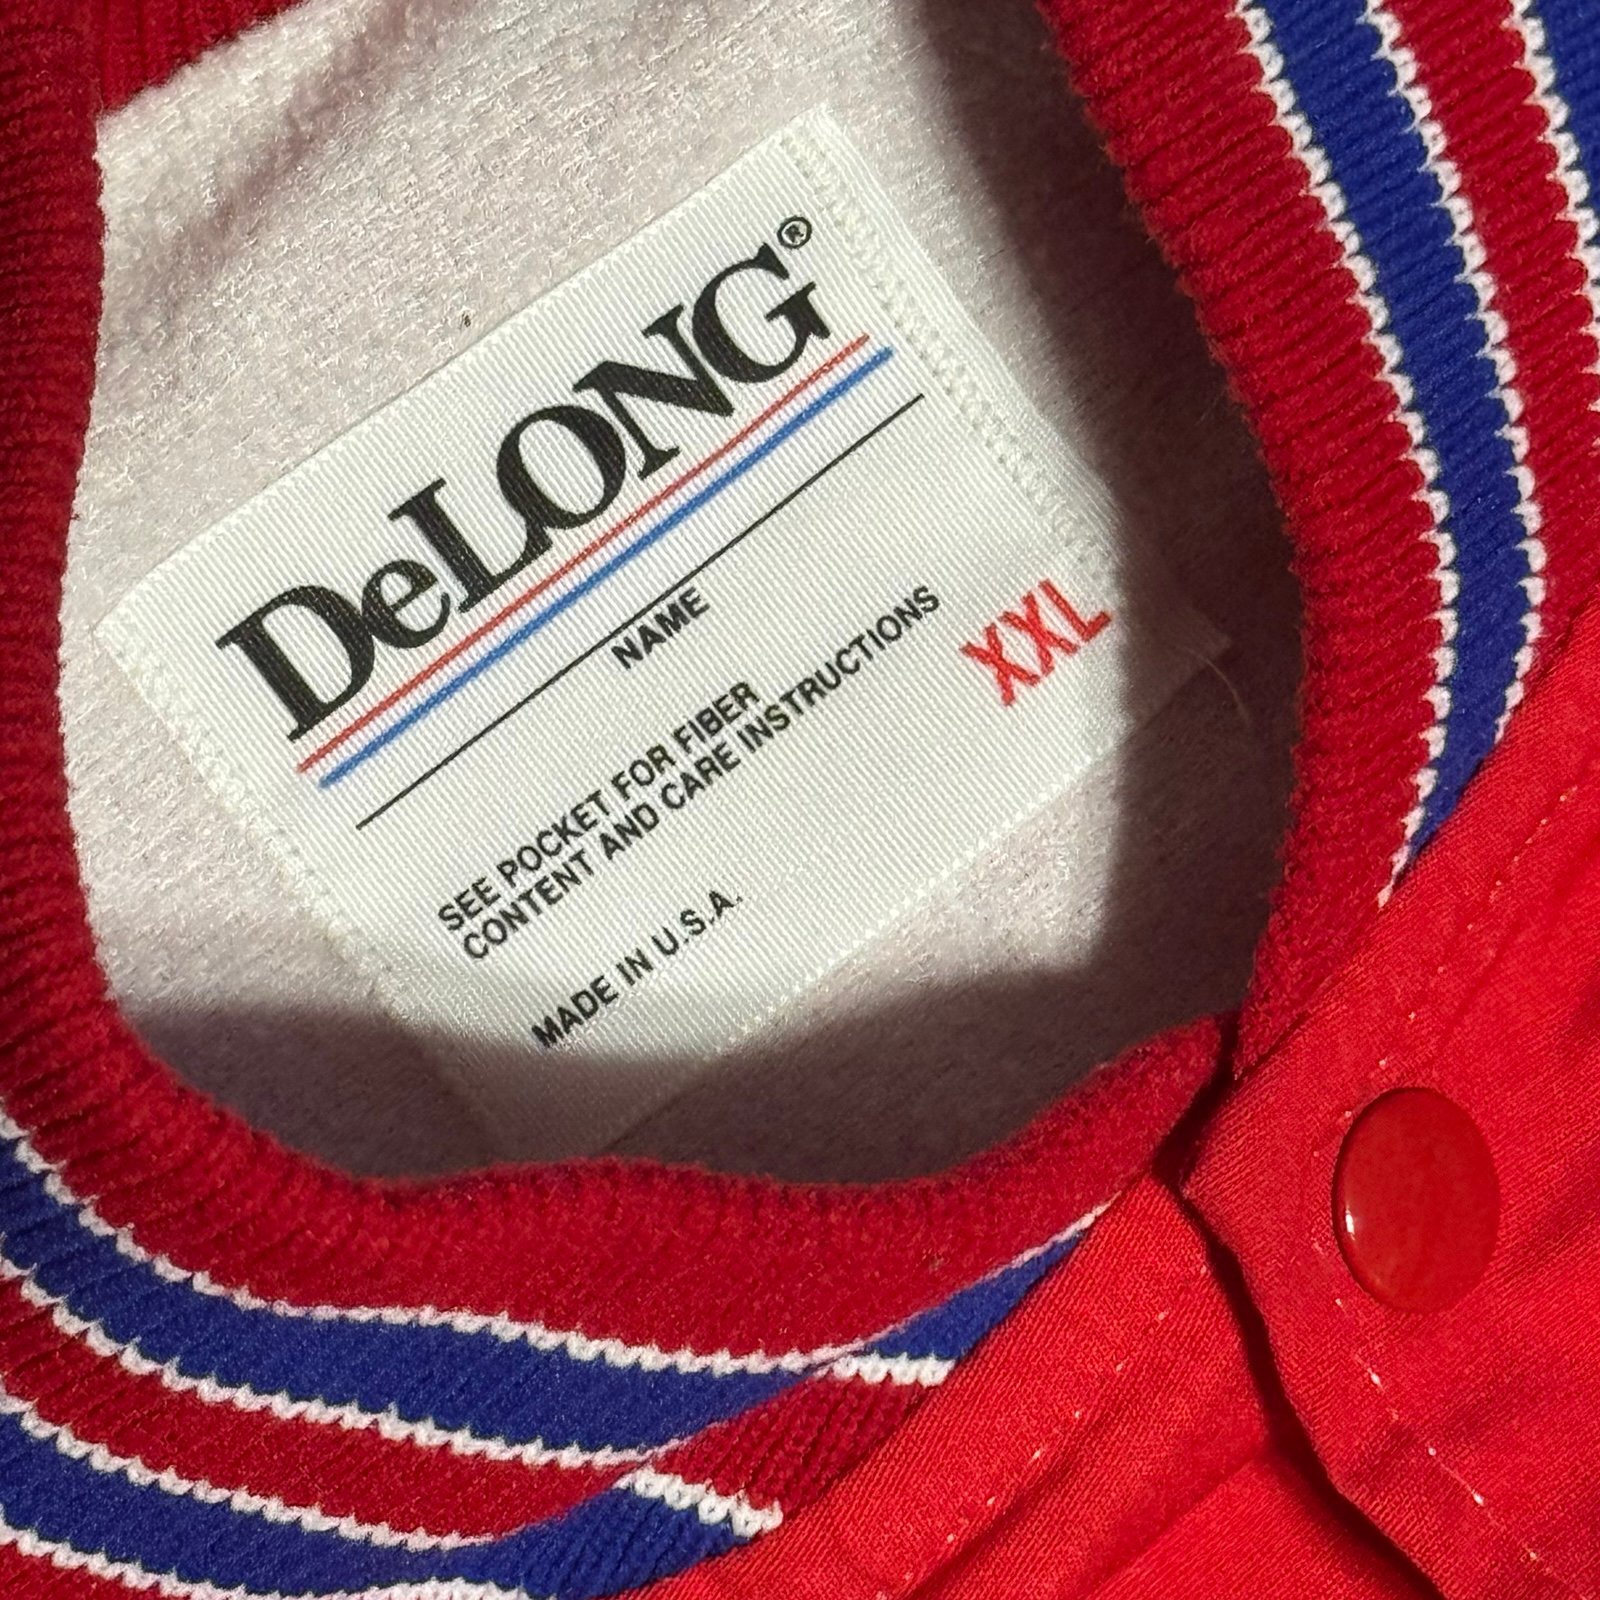 DeLONG®
NAME
SEE POCKET FOR FIBER
CONTENT AND CARE INSTRUCTIONS
XXL
MADE IN U.S.A.